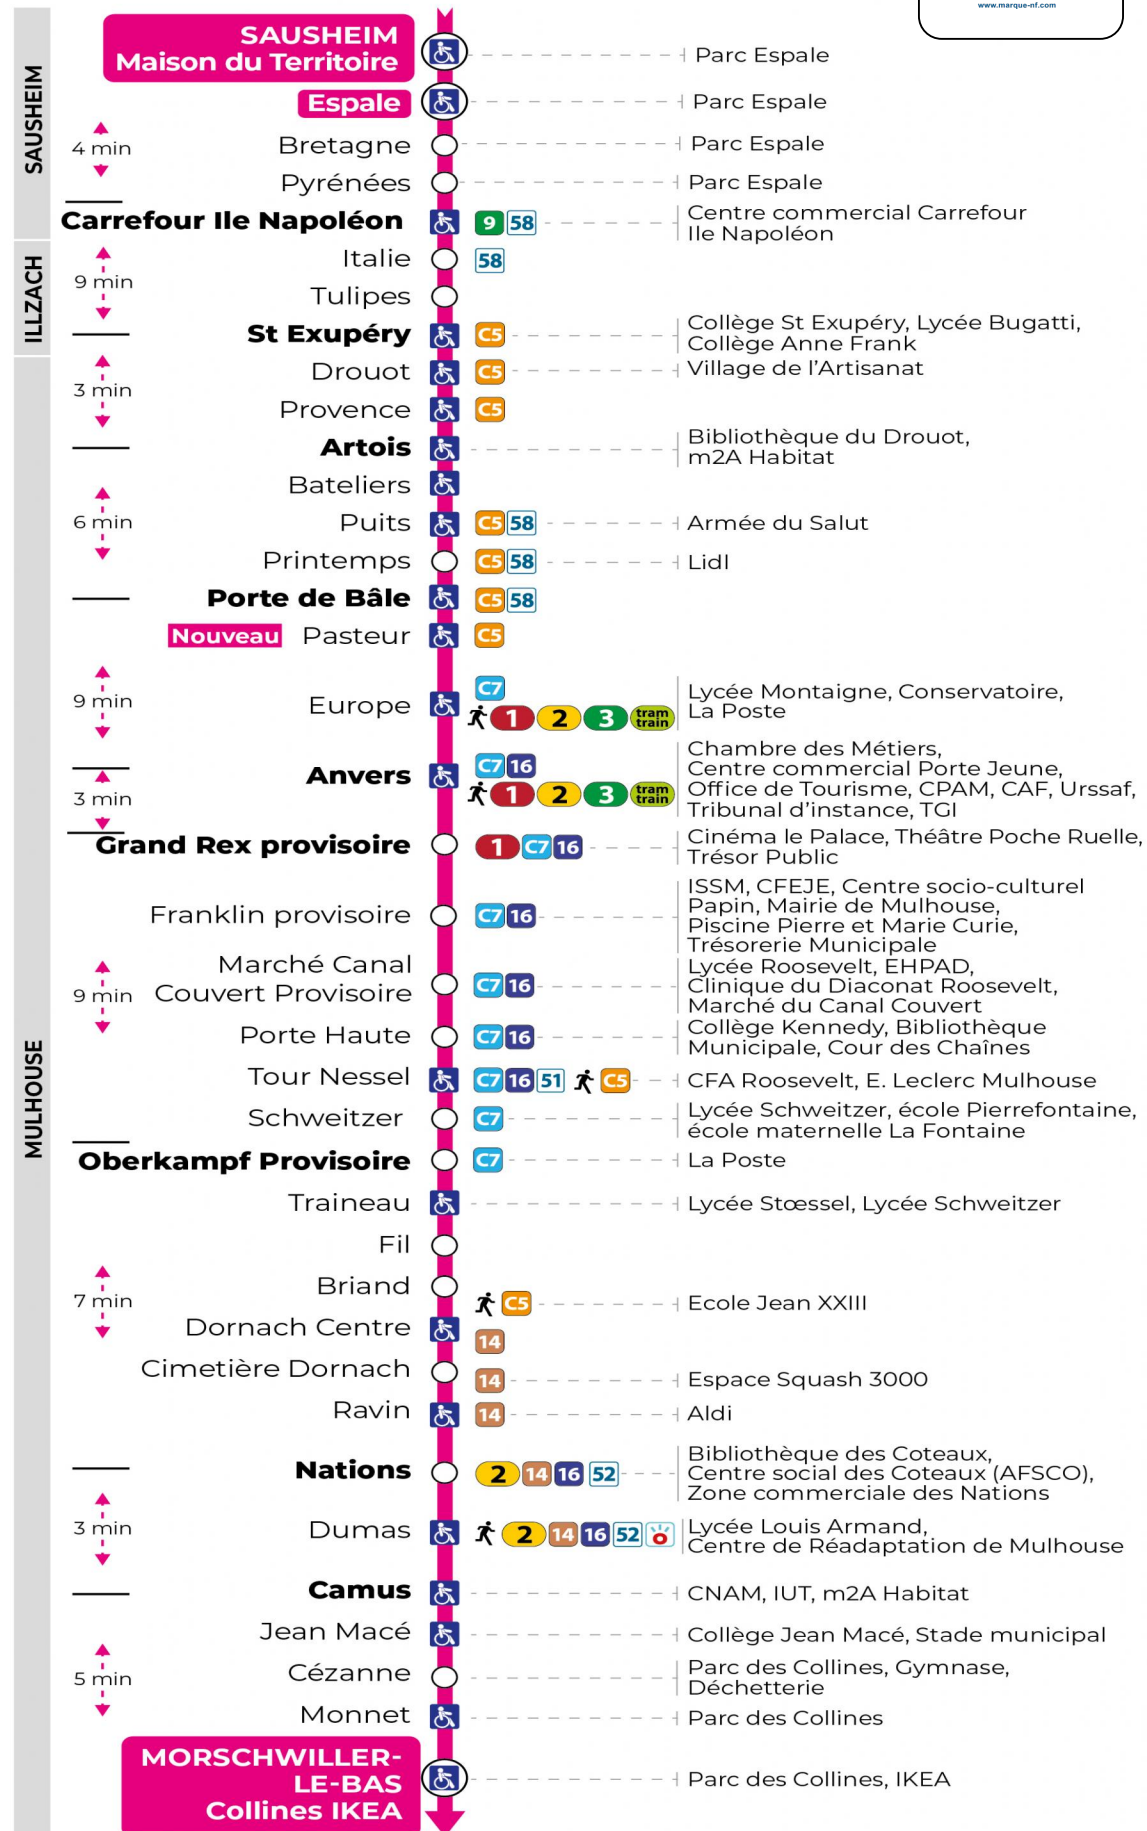 www.marque-nf.com
SAUSHEIM
Maison du Territoire
Parc Espale
Espale
Parc Espale
SAUSHEIM
4 min
Bretagne
Parc Espale
Pyrénées
Parc Espale
Carrefour Ile Napoléon
9 58
Centre commercial Carrefour
Ile Napoléon
ILLZACH
9 min
Italie
58
Tulipes
St Exupéry
C5
Collège St Exupéry, Lycée Bugatti,
Collège Anne Frank
MULHOUSE
3 min
Drouot
C5
Village de l’Artisanat
Provence
C5
Artois
Bibliothèque du Drouot,
m2A Habitat
6 min
Bateliers
Puits
C5 58
Armée du Salut
Printemps
C5 58
Lidl
Porte de Bâle
C5 58
Nouveau Pasteur
C5
9 min
Europe
C7
1 2 3 tram
train
Lycée Montaigne, Conservatoire,
La Poste
Anvers
C7 16
1 2 3 tram
train
Chambre des Métiers,
Centre commercial Porte Jeune,
Office de Tourisme, CPAM, CAF, Urssaf,
Tribunal d’instance, TGI
3 min
Grand Rex provisoire
1 C7 16
Cinéma le Palace, Théâtre Poche Ruelle,
Trésor Public
Franklin provisoire
C7 16
ISSM, CFEJE, Centre socio-culturel
Papin, Mairie de Mulhouse,
Piscine Pierre et Marie Curie,
Trésorerie Municipale
9 min
Marché Canal
Couvert Provisoire
C7 16
Lycée Roosevelt, EHPAD,
Clinique du Diaconat Roosevelt,
Marché du Canal Couvert
Porte Haute
C7 16
Collège Kennedy, Bibliothèque
Municipale, Cour des Chaînes
Tour Nessel
C7 16 51 C5
CFA Roosevelt, E. Leclerc Mulhouse
Schweitzer
C7
Lycée Schweitzer, école Pierrefontaine,
école maternelle La Fontaine
Oberkampf Provisoire
C7
La Poste
Traineau
Lycée Stœssel, Lycée Schweitzer
Fil
7 min
Briand
C5
Ecole Jean XXIII
Dornach Centre
14
Cimetière Dornach
14
Espace Squash 3000
Ravin
14
Aldi
Nations
2 14 16 52
Bibliothèque des Coteaux,
Centre social des Coteaux (AFSCO),
Zone commerciale des Nations
3 min
Dumas
2 14 16 52
Lycée Louis Armand,
Centre de Réadaptation de Mulhouse
Camus
CNAM, IUT, m2A Habitat
5 min
Jean Macé
Collège Jean Macé, Stade municipal
Cézanne
Parc des Collines, Gymnase,
Déchetterie
Monnet
Parc des Collines
MORSCHWILLER-
LE-BAS
Collines IKEA
Parc des Collines, IKEA